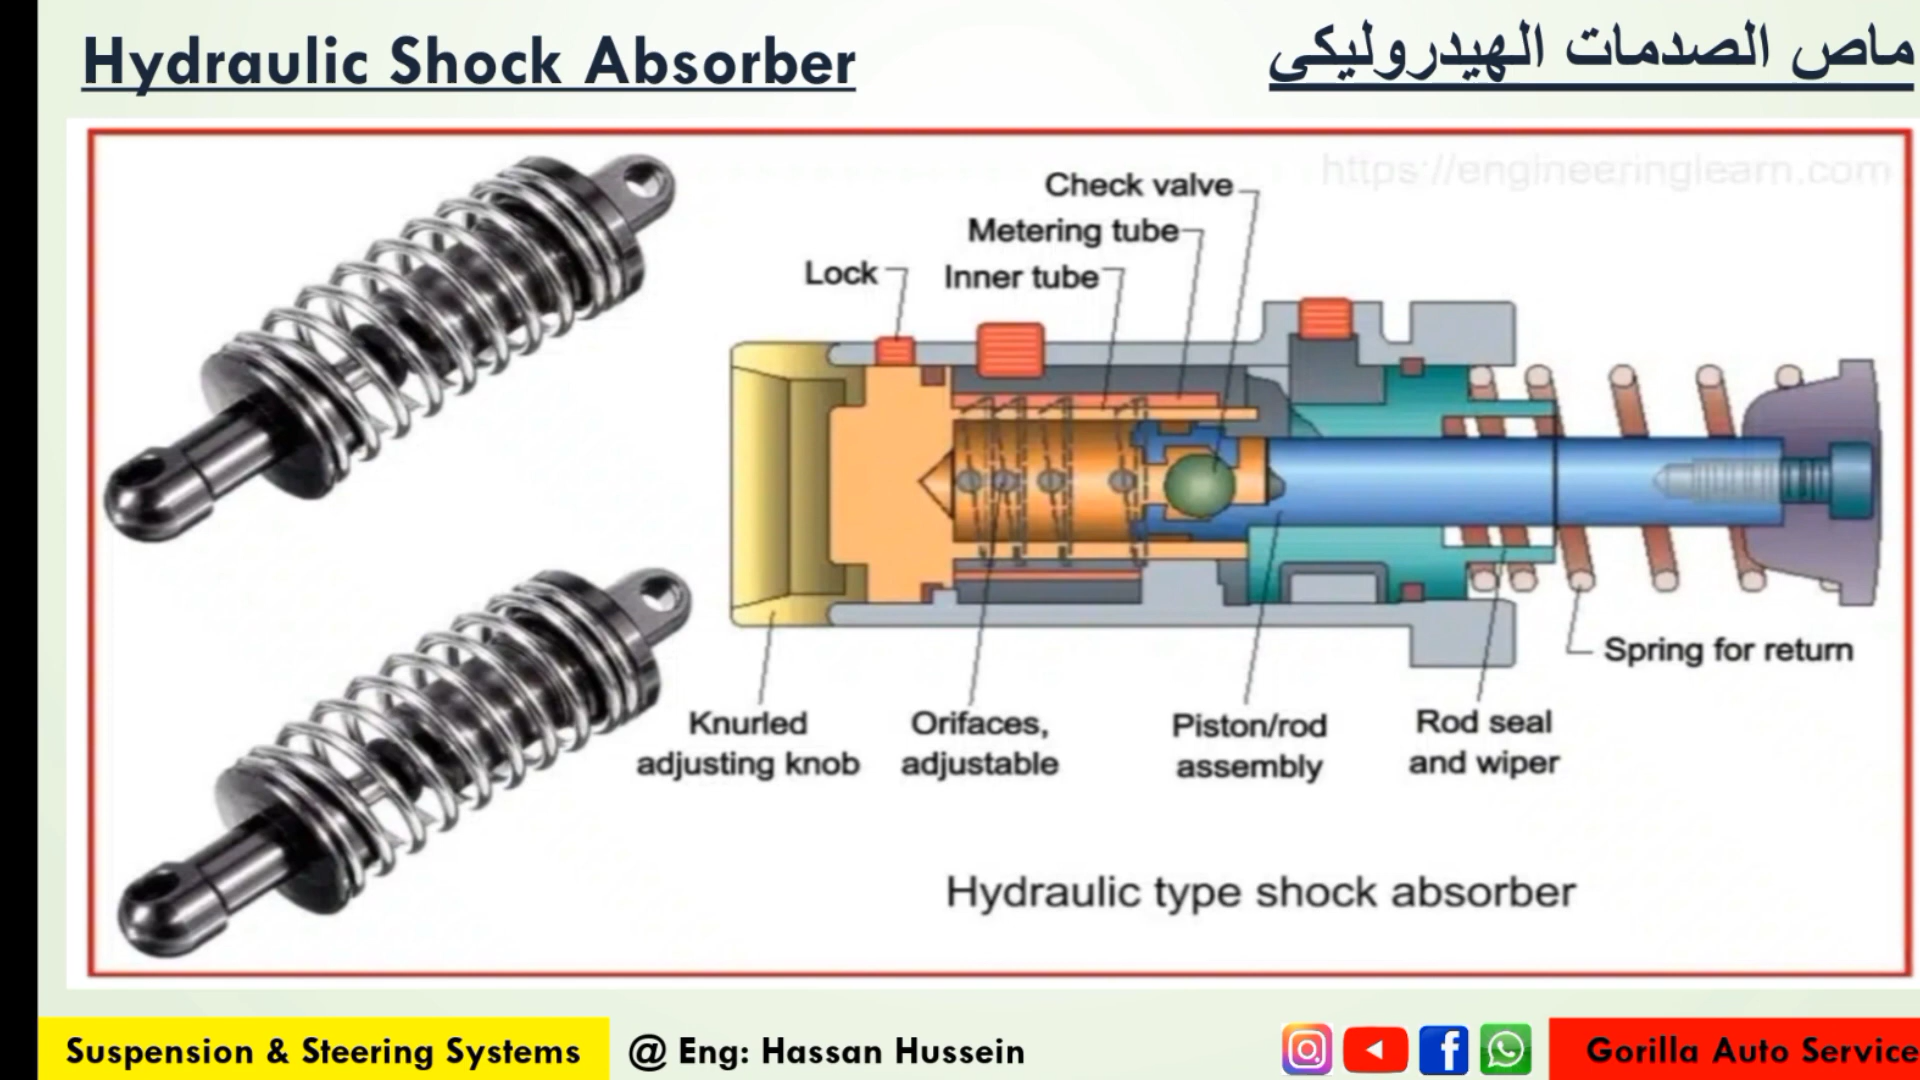 Hydraulic Shock Absorber
ماص الصدمات الهيدروليكى
https://engineeringlearn.com
Check valve
Metering tube
Lock
Inner tube
Spring for return
Knurled
adjusting knob
Orifaces,
adjustable
Piston/rod
assembly
Rod seal
and wiper
Hydraulic type shock absorber
Suspension & Steering Systems
@ Eng: Hassan Hussein
Gorilla Auto Service